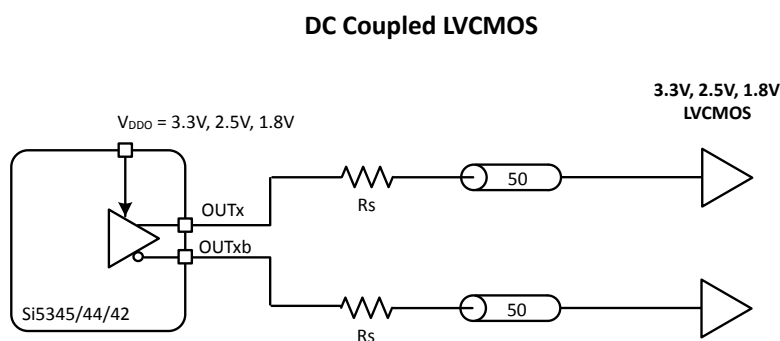 DC Coupled LVCMOS
3.3V, 2.5V, 1.8V
LVCMOS
VDDO = 3.3V, 2.5V, 1.8V
50
OUTx
Rs
OUTxb
50
Si5345/44/42
Rs